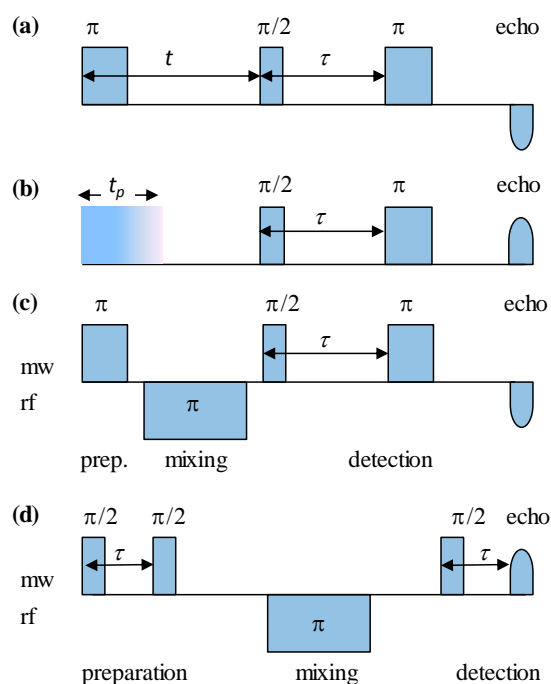 (a) π π/2 π echo
t τ
(b) t_p π/2 π echo
τ
(c) π π/2 π echo
τ
mw
rf π
prep. mixing detection
(d) π/2 π/2 π/2 echo
τ τ
mw
rf π
preparation mixing detection